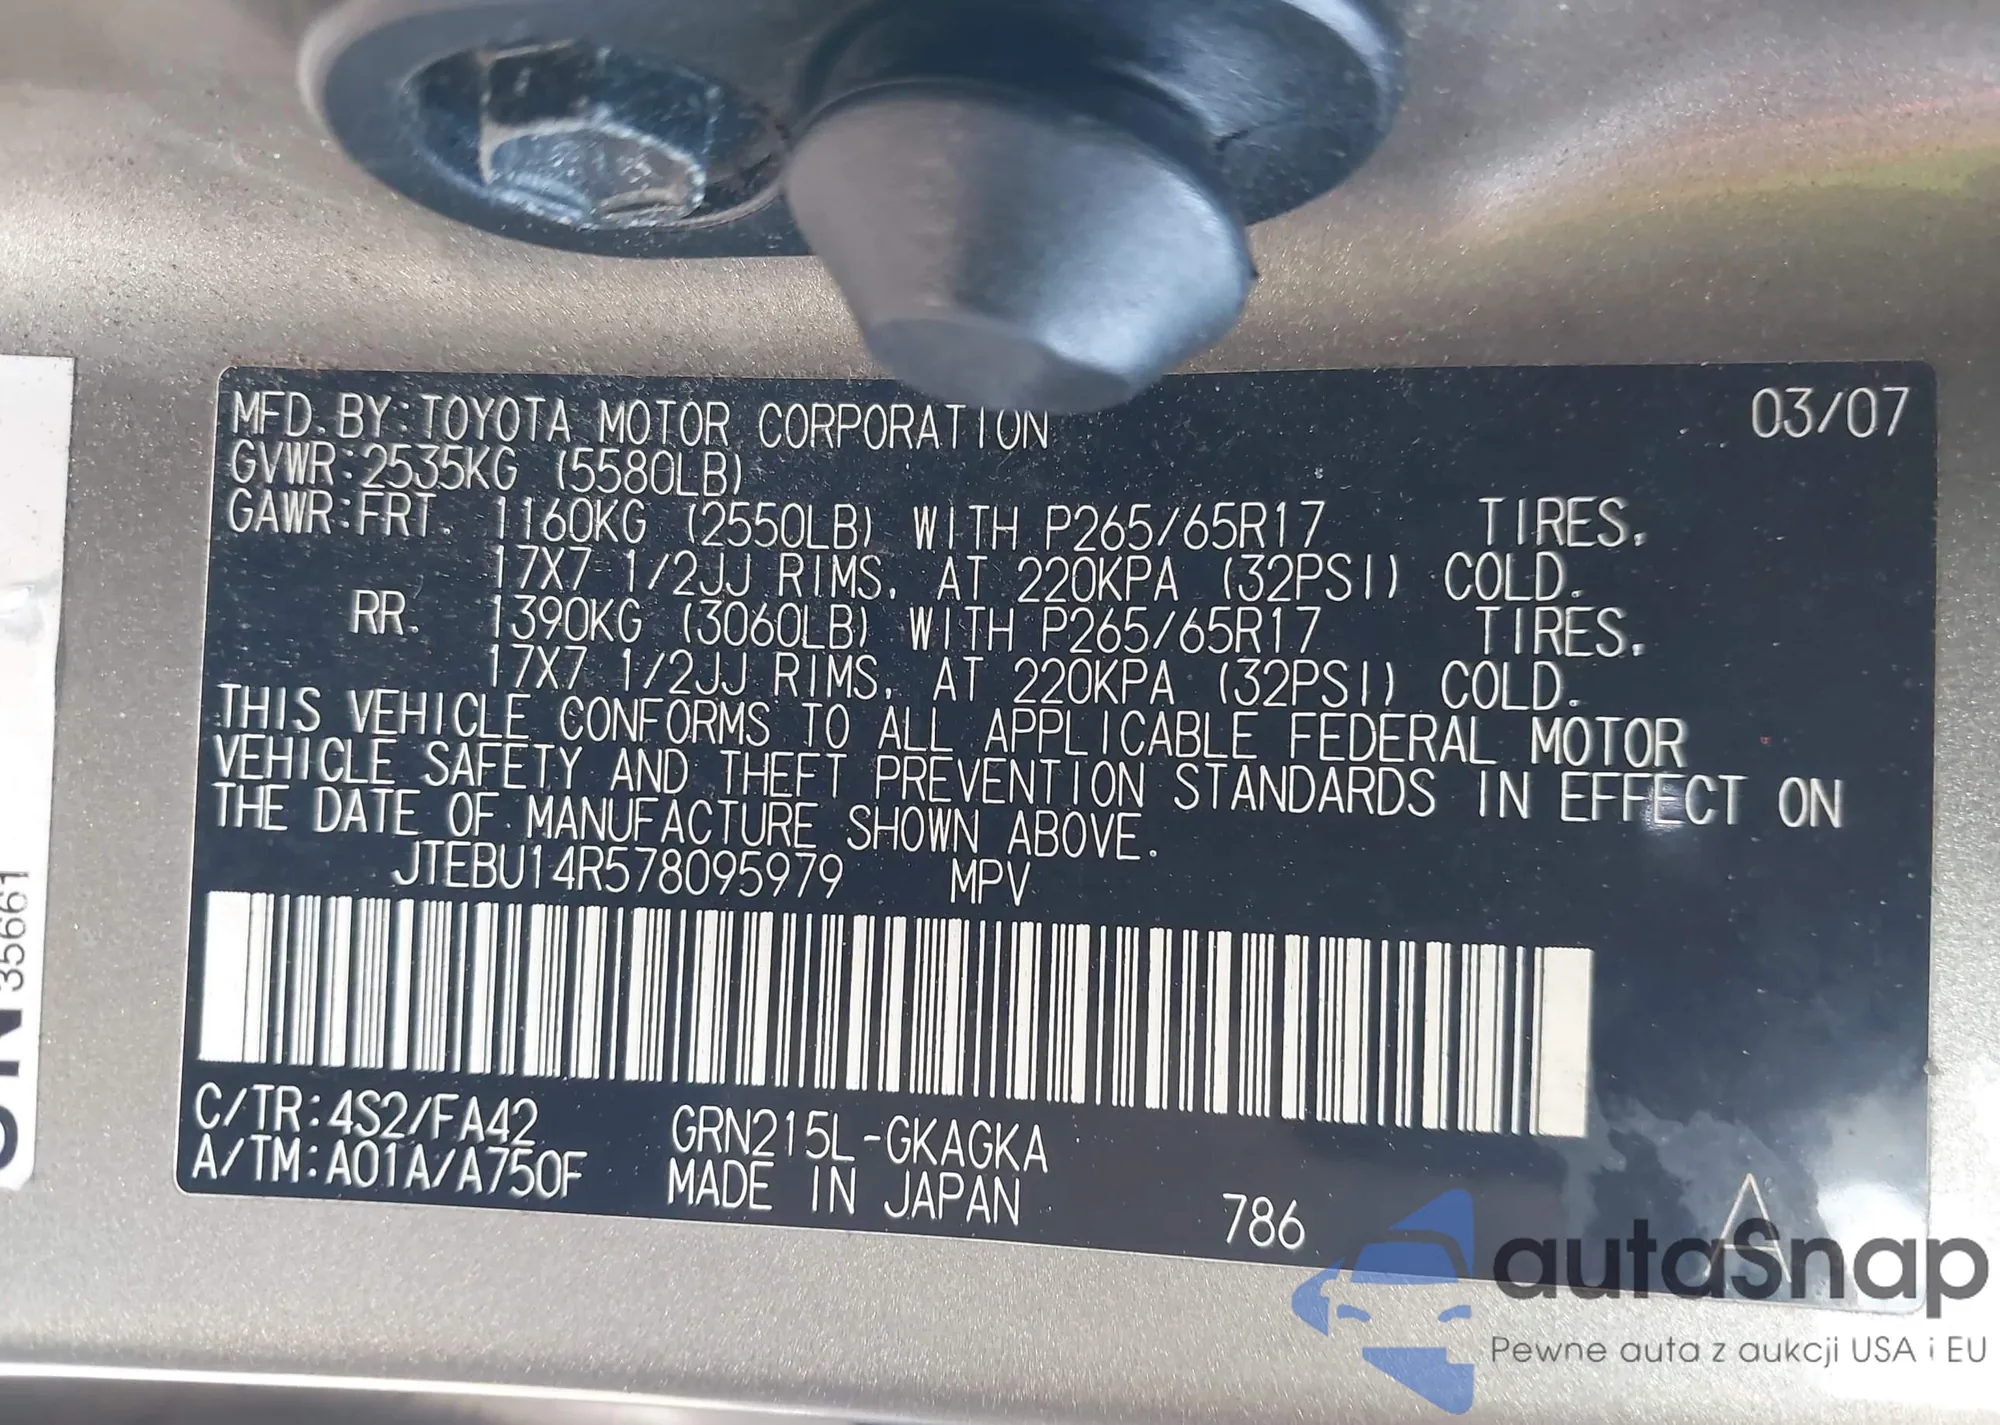 MFD. BY:TOYOTA MOTOR CORPORATION 03/07
GVWR:2535KG (5580LB)
GAWR:FRT. 1160KG (2550LB) WITH P265/65R17 TIRES.
17X7 1/2JJ RIMS, AT 220KPA (32PSI) COLD.
RR. 1390KG (3060LB) WITH P265/65R17 TIRES.
17X7 1/2JJ RIMS, AT 220KPA (32PSI) COLD.
THIS VEHICLE CONFORMS TO ALL APPLICABLE FEDERAL MOTOR
VEHICLE SAFETY AND THEFT PREVENTION STANDARDS IN EFFECT ON
THE DATE OF MANUFACTURE SHOWN ABOVE.
JTEBU14R578095979 MPV
C/TR:4S2/FA42 GRN215L-GKAGKA
A/TM:A01A/A750F MADE IN JAPAN 786 A
35661
autaSnap
Pewne auta z aukcji USA i EU